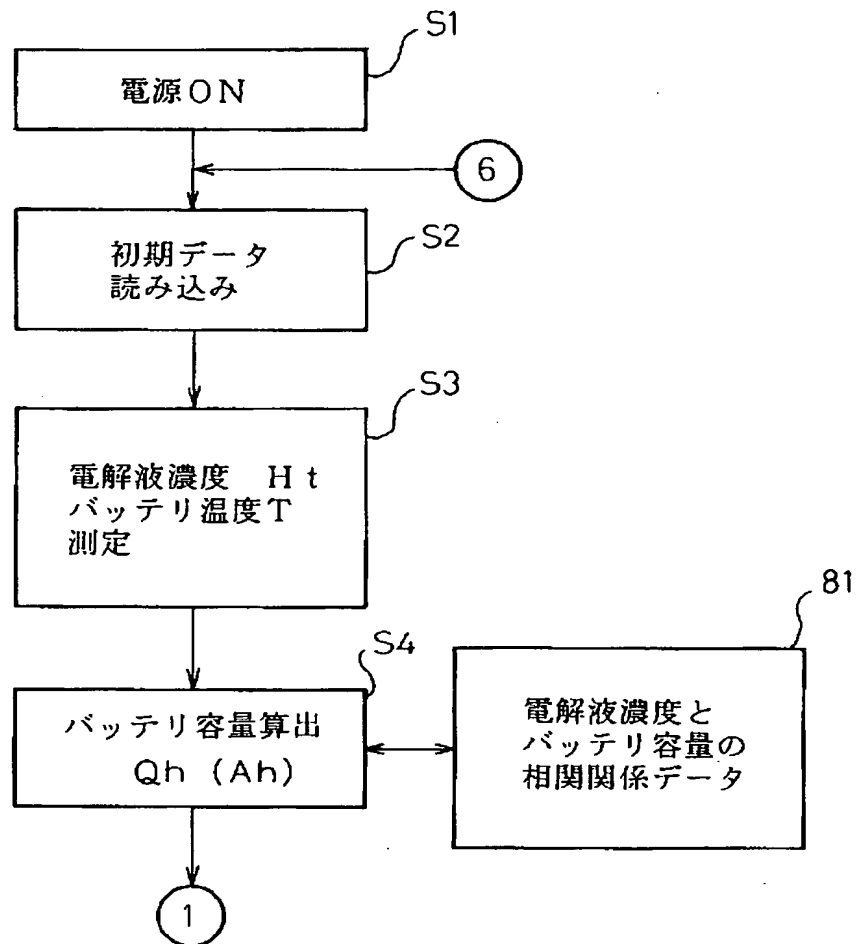 S1
電源ON
6
S2
初期データ
読み込み
S3
電解液濃度 Ht
バッテリ温度T
測定
S4
バッテリ容量算出
Qh (Ah)
81
電解液濃度と
バッテリ容量の
相関関係データ
1